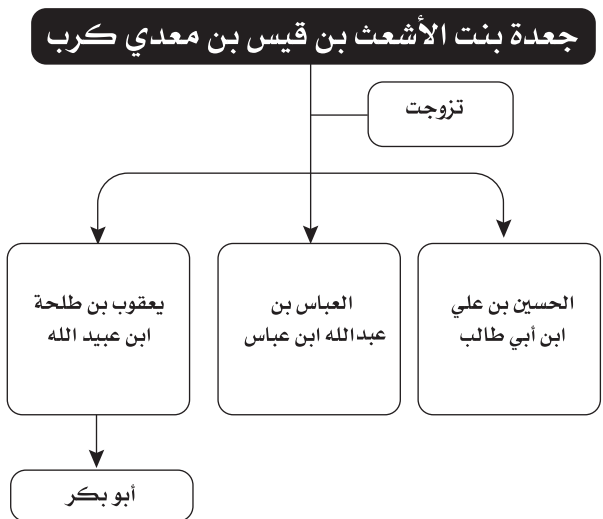 جعدة بنت الأشعث بن قيس بن معدي كرب
تزوجت
الحسين بن علي
ابن أبي طالب
العباس بن
عبدالله ابن عباس
يعقوب بن طلحة
ابن عبيد الله
أبو بكر